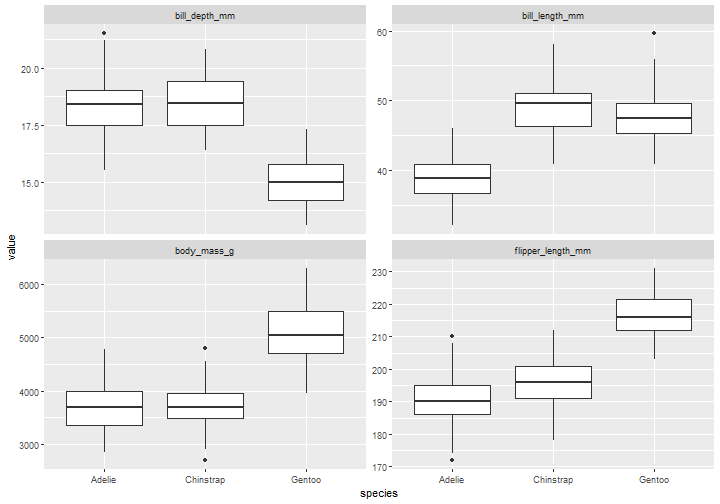 bill_depth_mm
bill_length_mm
20.0
17.5
15.0
60
50
40
value
body_mass_g
flipper_length_mm
6000
5000
4000
3000
230
220
210
200
190
180
170
Adelie Chinstrap Gentoo
Adelie Chinstrap Gentoo
species